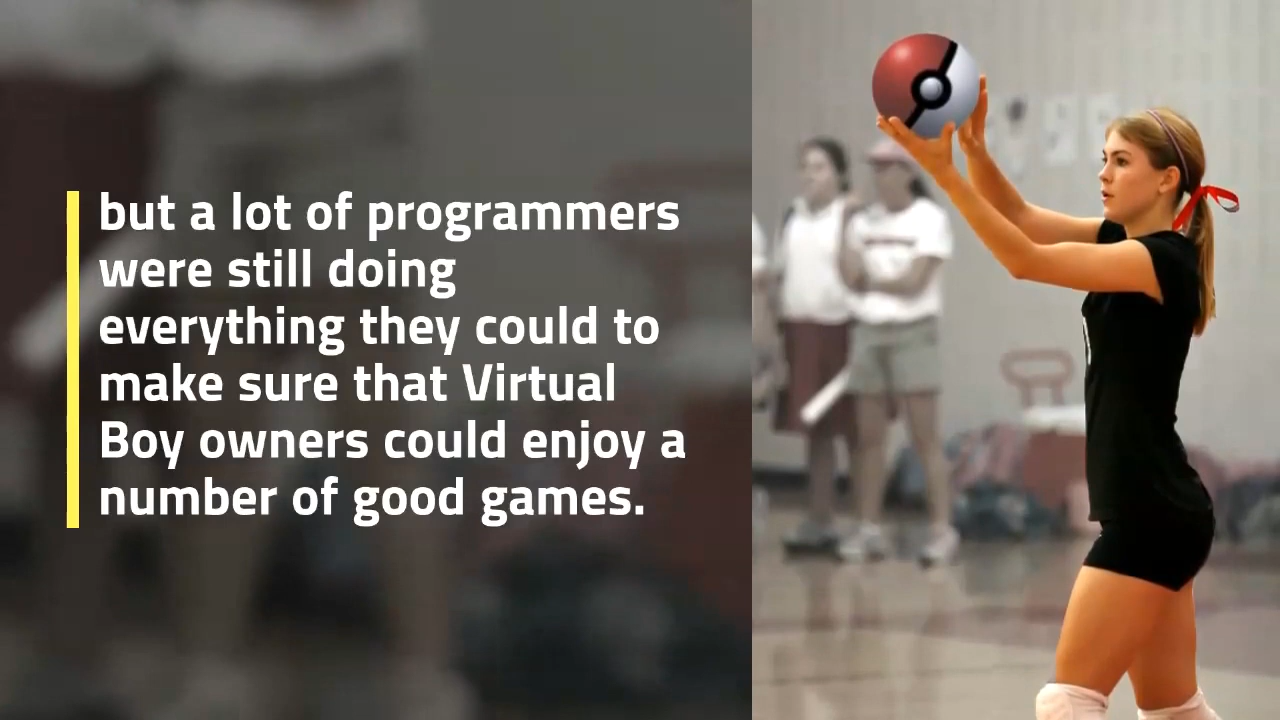 but a lot of programmers
were still doing
everything they could to
make sure that Virtual
Boy owners could enjoy a
number of good games.